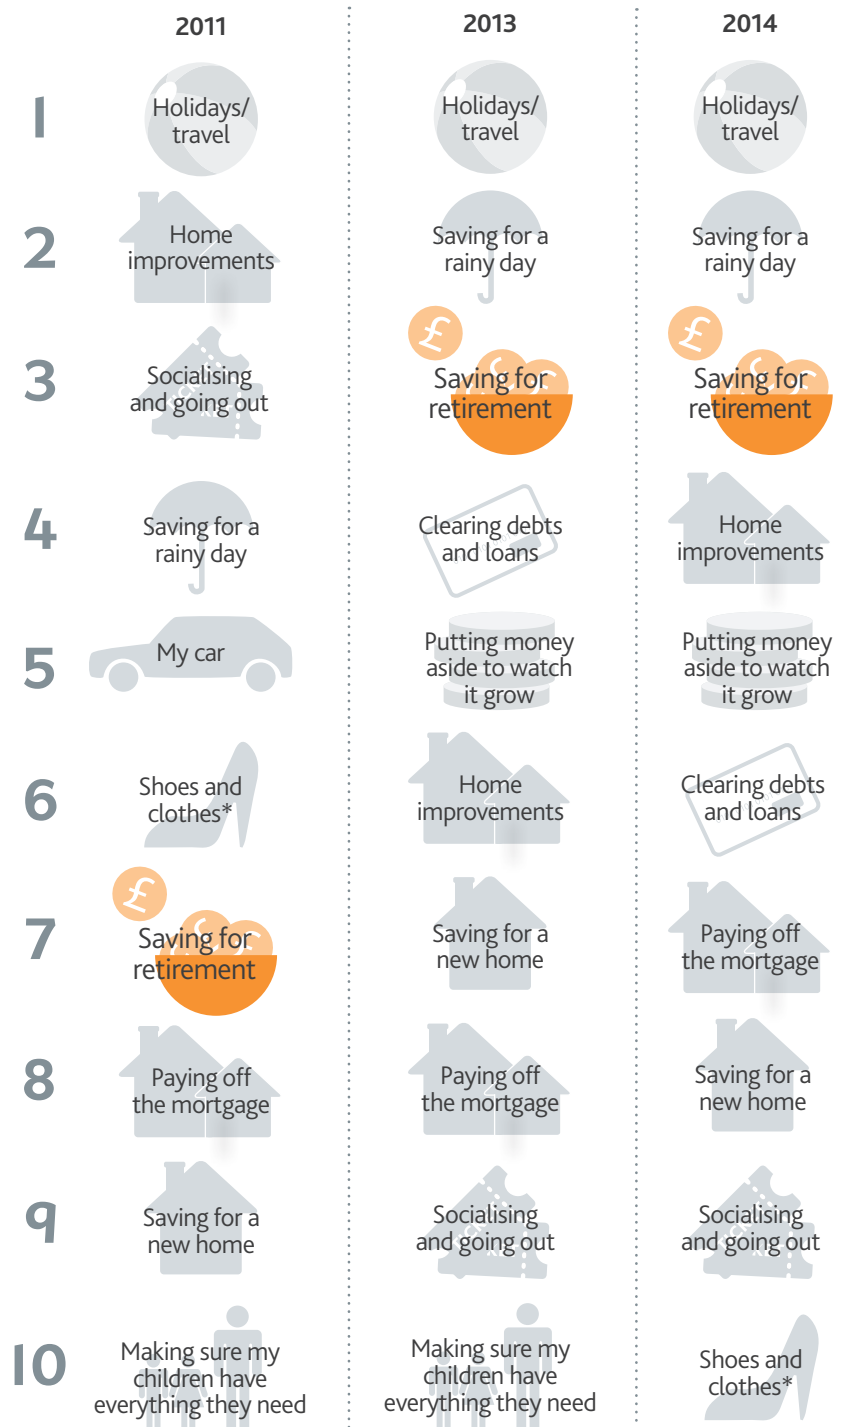 2011
2013
2014
1
Holidays/
travel
Holidays/
travel
Holidays/
travel
2
Home
improvements
Saving for a
rainy day
Saving for a
rainy day
3
Socialising
and going out
£
Saving for
retirement
£
Saving for
retirement
4
Saving for a
rainy day
Clearing debts
and loans
Home
improvements
5
My car
Putting money
aside to watch
it grow
Putting money
aside to watch
it grow
6
Shoes and
clothes*
Home
improvements
Clearing debts
and loans
7
£
Saving for
retirement
Saving for a
new home
Paying off
the mortgage
8
Paying off
the mortgage
Paying off
the mortgage
Saving for a
new home
9
Saving for a
new home
Socialising
and going out
Socialising
and going out
10
Making sure my
children have
everything they need
Making sure my
children have
everything they need
Shoes and
clothes*